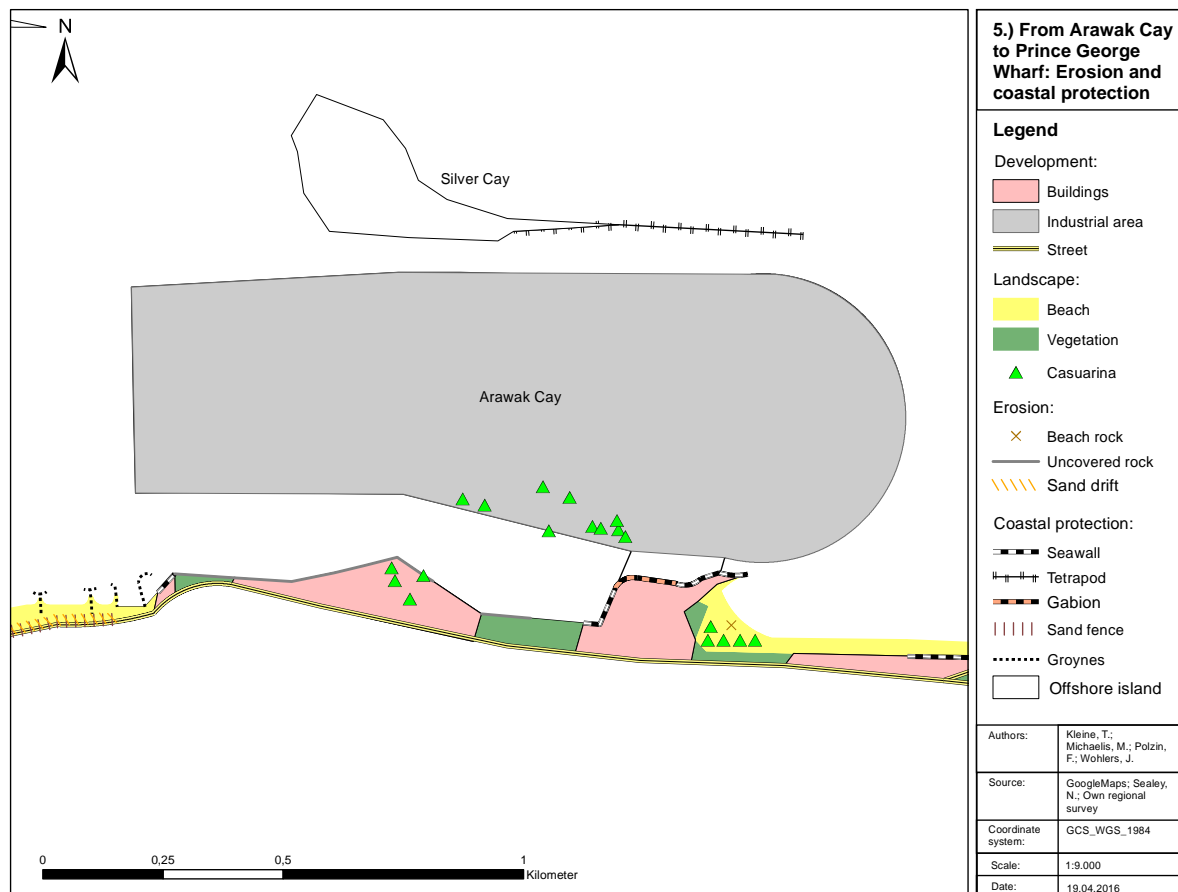 N
Silver Cay
Arawak Cay
0
0,25
0,5
1
Kilometer
5.) From Arawak Cay
to Prince George
Wharf: Erosion and
coastal protection
Legend
Development:
Buildings
Industrial area
Street
Landscape:
Beach
Vegetation
Casuarina
Erosion:
Beach rock
Uncovered rock
Sand drift
Coastal protection:
Seawall
Tetrapod
Gabion
Sand fence
Groynes
Offshore island
Authors:
Kleine, T.;
Michaelis, M.; Polzin,
F.; Wohlers, J.
Source:
GoogleMaps; Sealey,
N.; Own regional
survey
Coordinate
system:
GCS_WGS_1984
Scale:
1:9.000
Date:
19.04.2016